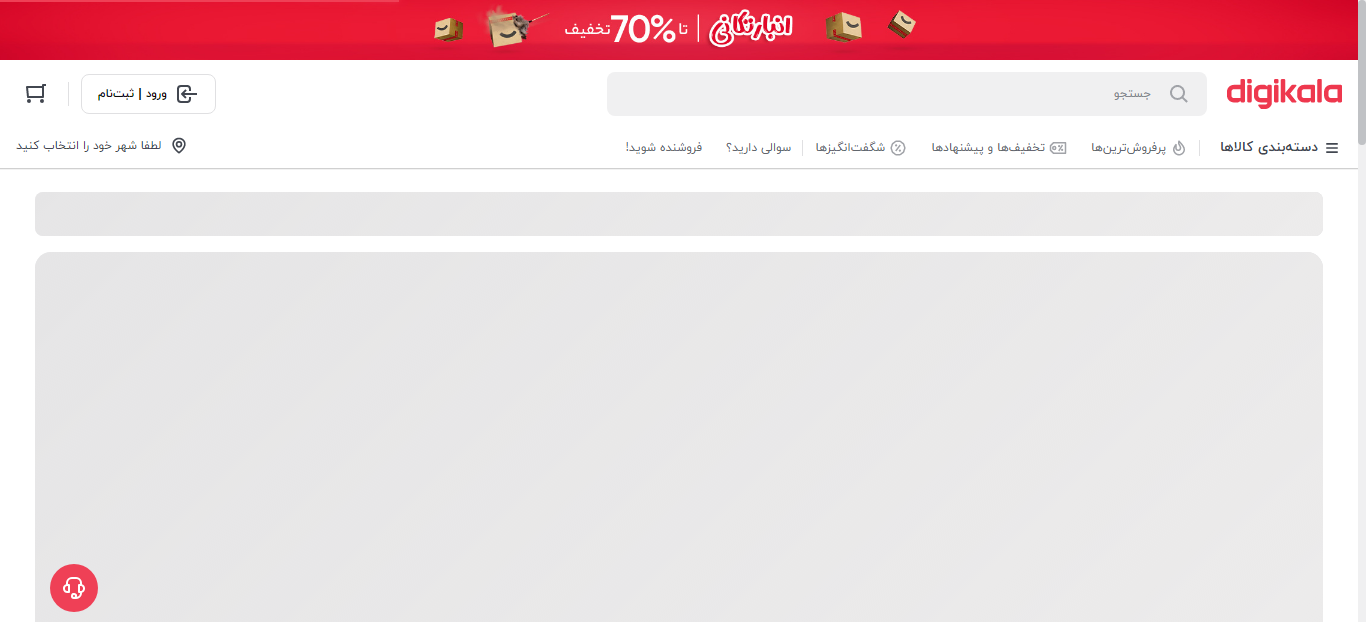 انبارتکانی | تا 70% تخفیف
digikala
جستجو
ورود | ثبت‌نام
دسته‌بندی کالاها
پرفروش‌ترین‌ها
تخفیف‌ها و پیشنهادها
شگفت‌انگیزها
سوالی دارید؟
فروشنده شوید!
لطفا شهر خود را انتخاب کنید